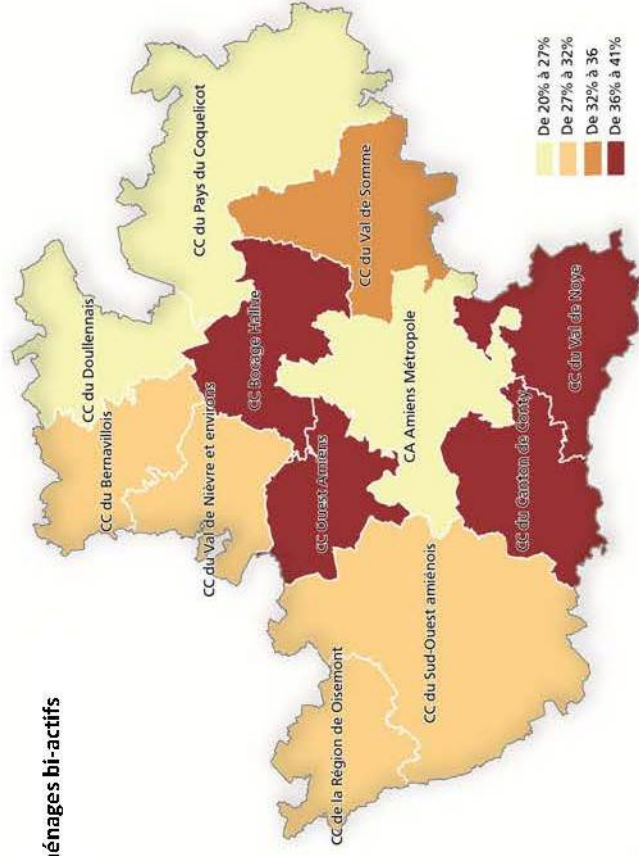 énages bi-actifs
CC du Doullennais
CC du Bernavillois
CC du Pays du Coquelicot
CC du Val de Nièvre et environs
CC Bocage Hallue
CC du Val de Somme
CC Ouest Amiens
CA Amiens Métropole
CC de la Région de Oisemont
CC du Sud-Ouest amiénois
CC du Canton de Conty
CC du Val de Noye
De 20% à 27%
De 27% à 32%
De 32% à 36
De 36% à 41%